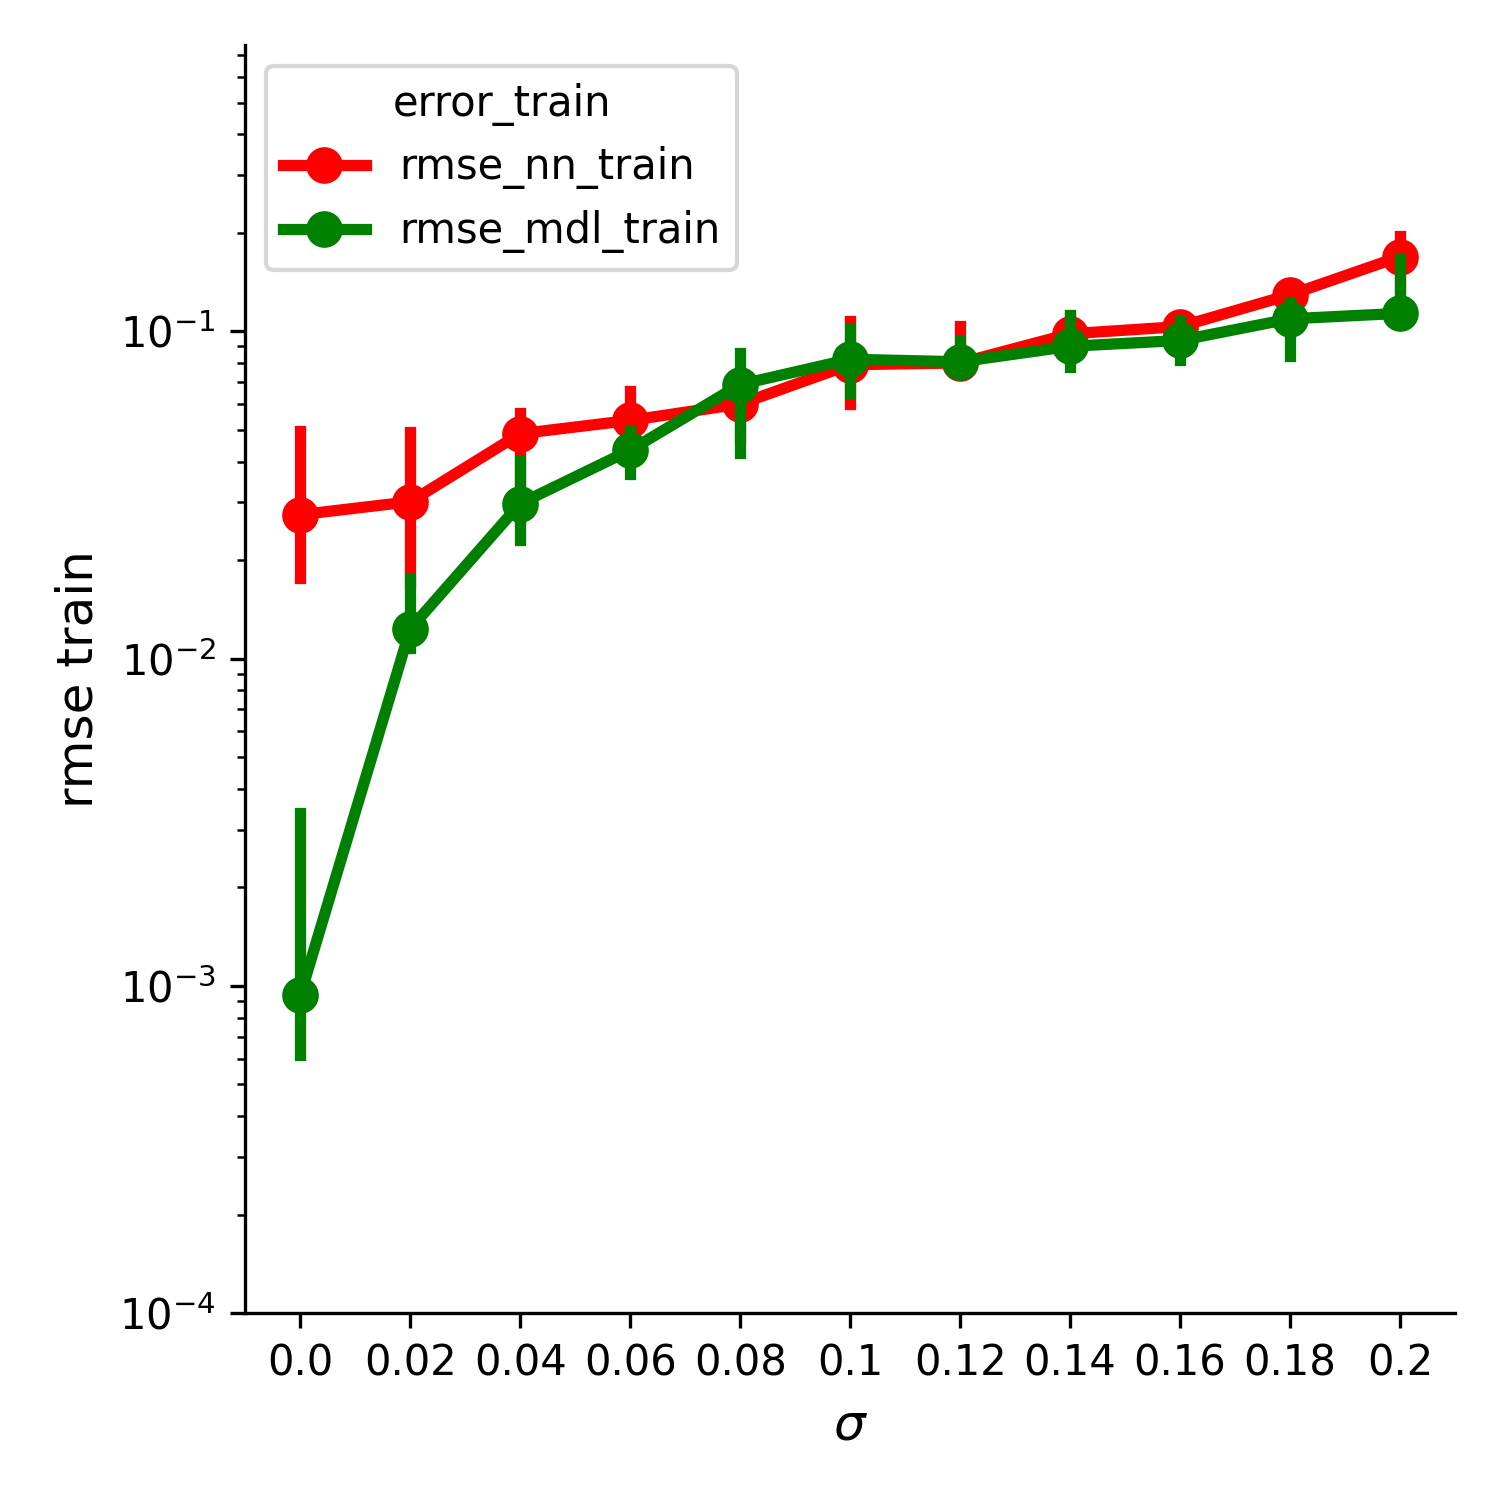 error_train
rmse_nn_train
rmse_mdl_train
rmse train
10⁻¹
10⁻²
10⁻³
10⁻⁴
0.0 0.02 0.04 0.06 0.08 0.1 0.12 0.14 0.16 0.18 0.2
σ